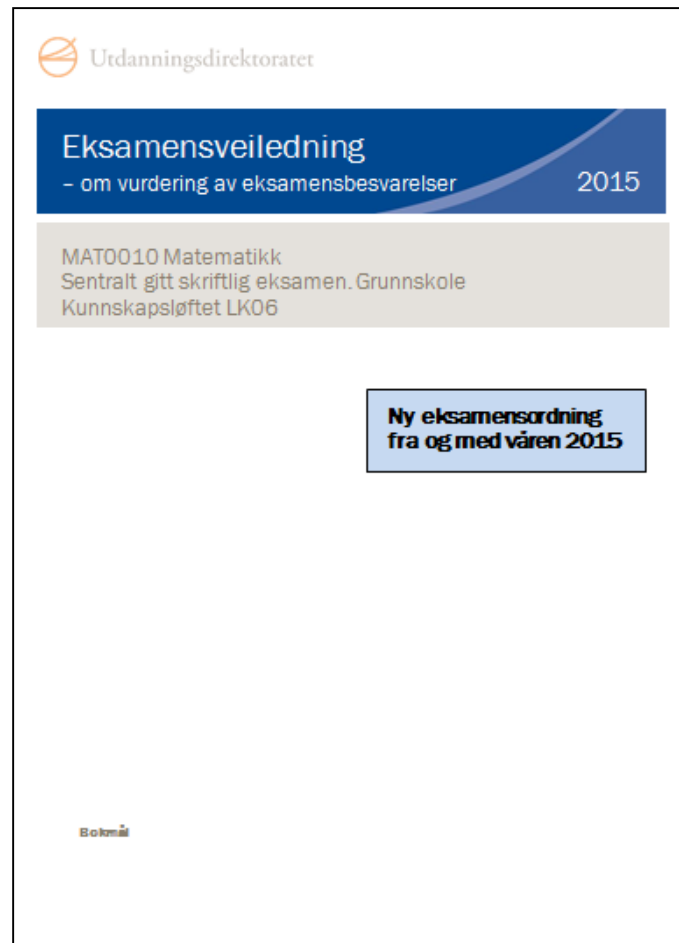 Utdanningsdirektoratet
Eksamensveiledning
– om vurdering av eksamensbesvarelser 2015
MAT0010 Matematikk
Sentralt gitt skriftlig eksamen. Grunnskole
Kunnskapsløftet LK06
Ny eksamensordning
fra og med våren 2015
Bokmål